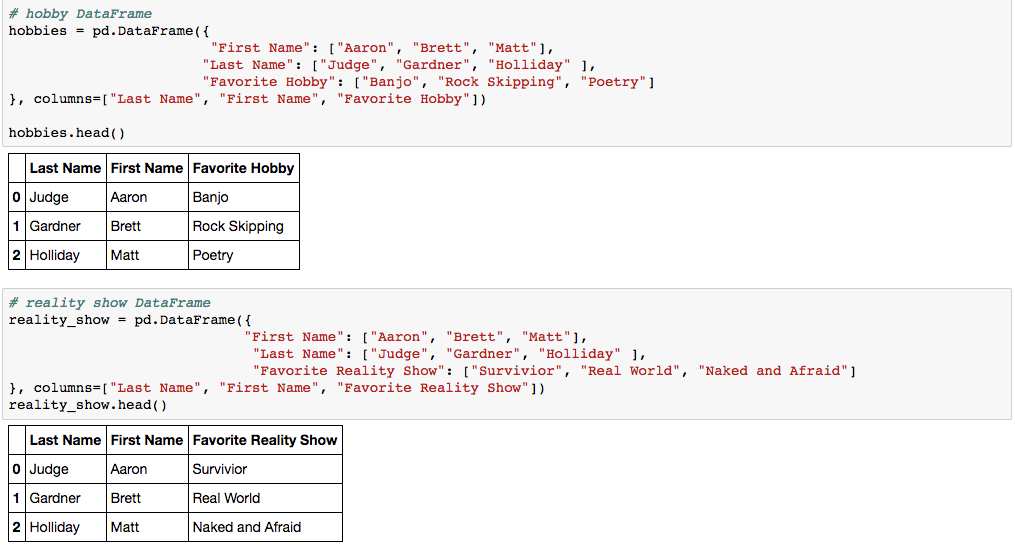 # hobby DataFrame
hobbies = pd.DataFrame({
"First Name": ["Aaron", "Brett", "Matt"],
"Last Name": ["Judge", "Gardner", "Holliday" ],
"Favorite Hobby": ["Banjo", "Rock Skipping", "Poetry"]
}, columns=["Last Name", "First Name", "Favorite Hobby"])
hobbies.head()
Last Name First Name Favorite Hobby
0 Judge Aaron Banjo
1 Gardner Brett Rock Skipping
2 Holliday Matt Poetry
# reality show DataFrame
reality_show = pd.DataFrame({
"First Name": ["Aaron", "Brett", "Matt"],
"Last Name": ["Judge", "Gardner", "Holliday" ],
"Favorite Reality Show": ["Survivior", "Real World", "Naked and Afraid"]
}, columns=["Last Name", "First Name", "Favorite Reality Show"])
reality_show.head()
Last Name First Name Favorite Reality Show
0 Judge Aaron Survivior
1 Gardner Brett Real World
2 Holliday Matt Naked and Afraid